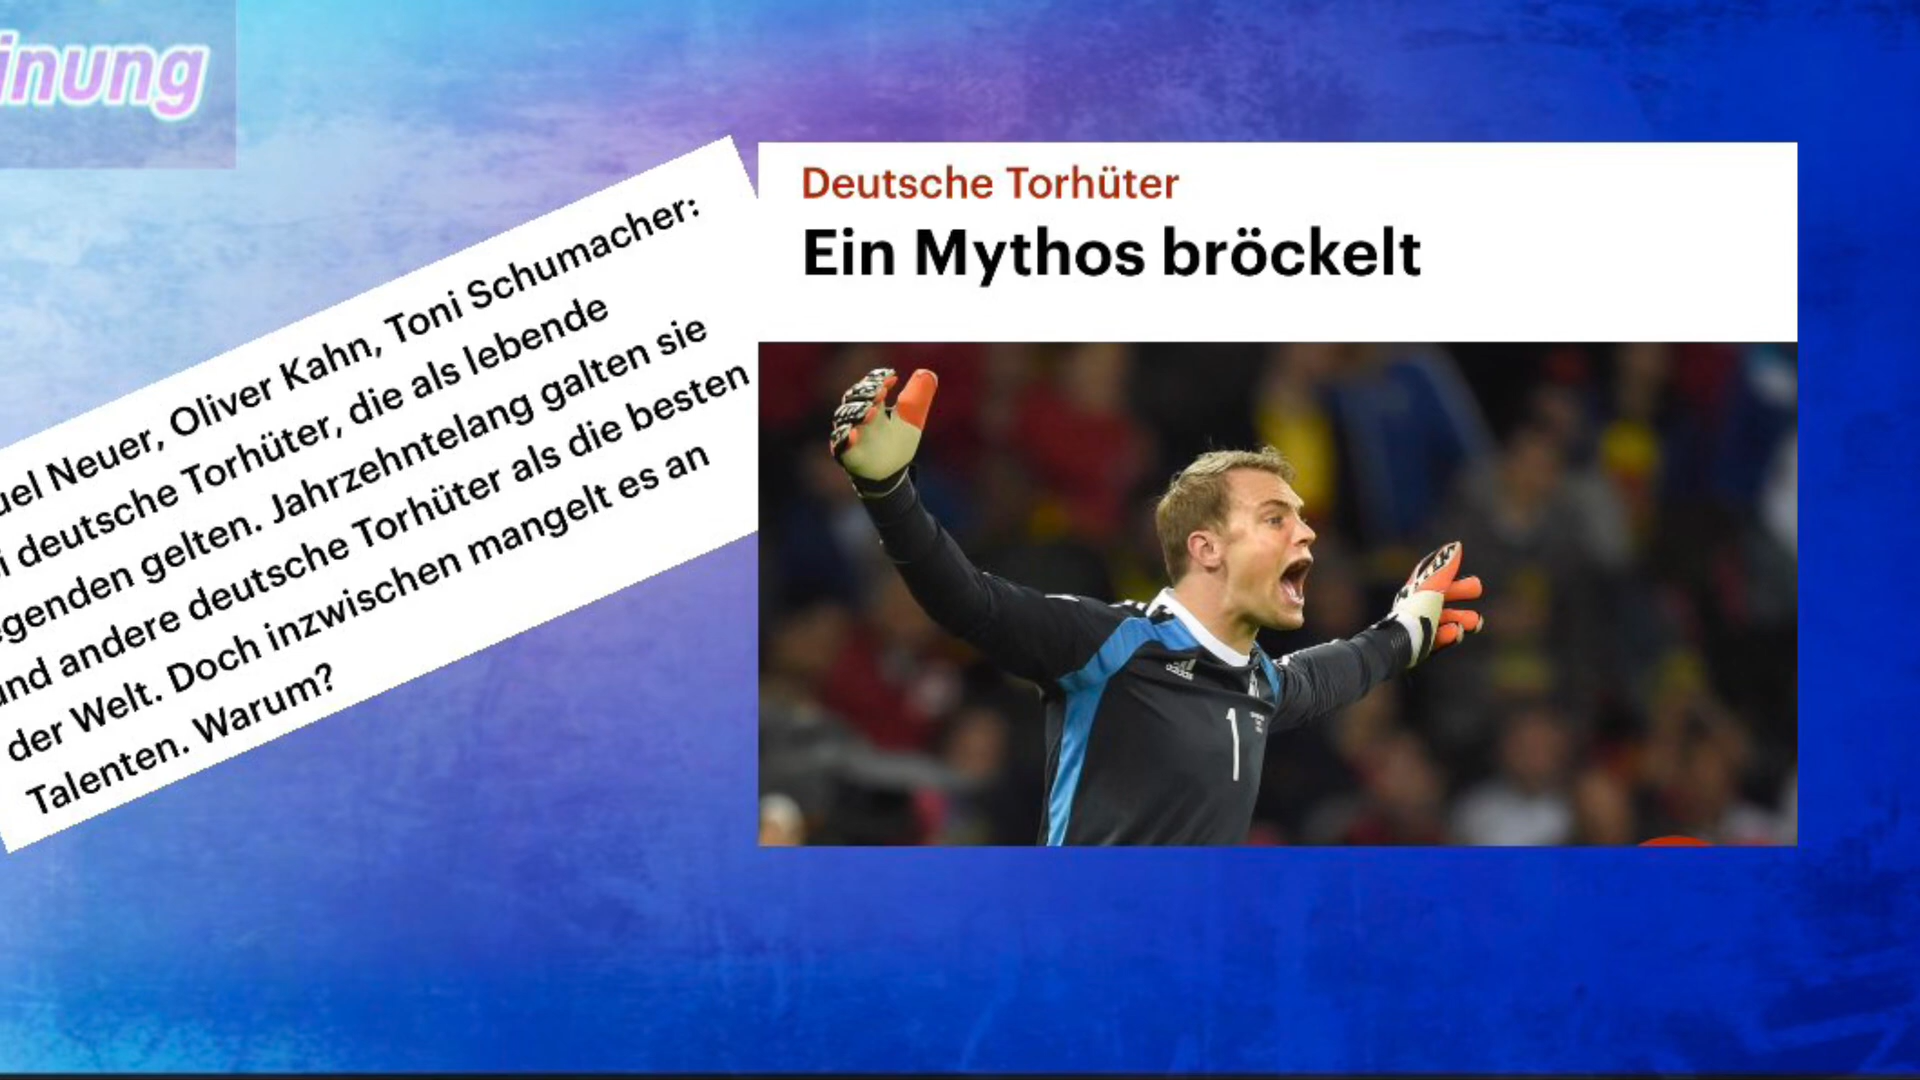 inung
Deutsche Torhüter
Ein Mythos bröckelt
uel Neuer, Oliver Kahn, Toni Schumacher:
i deutsche Torhüter, die als lebende
egenden gelten. Jahrzehntelang galten sie
und andere deutsche Torhüter als die besten
der Welt. Doch inzwischen mangelt es an
Talenten. Warum?
adidas
1